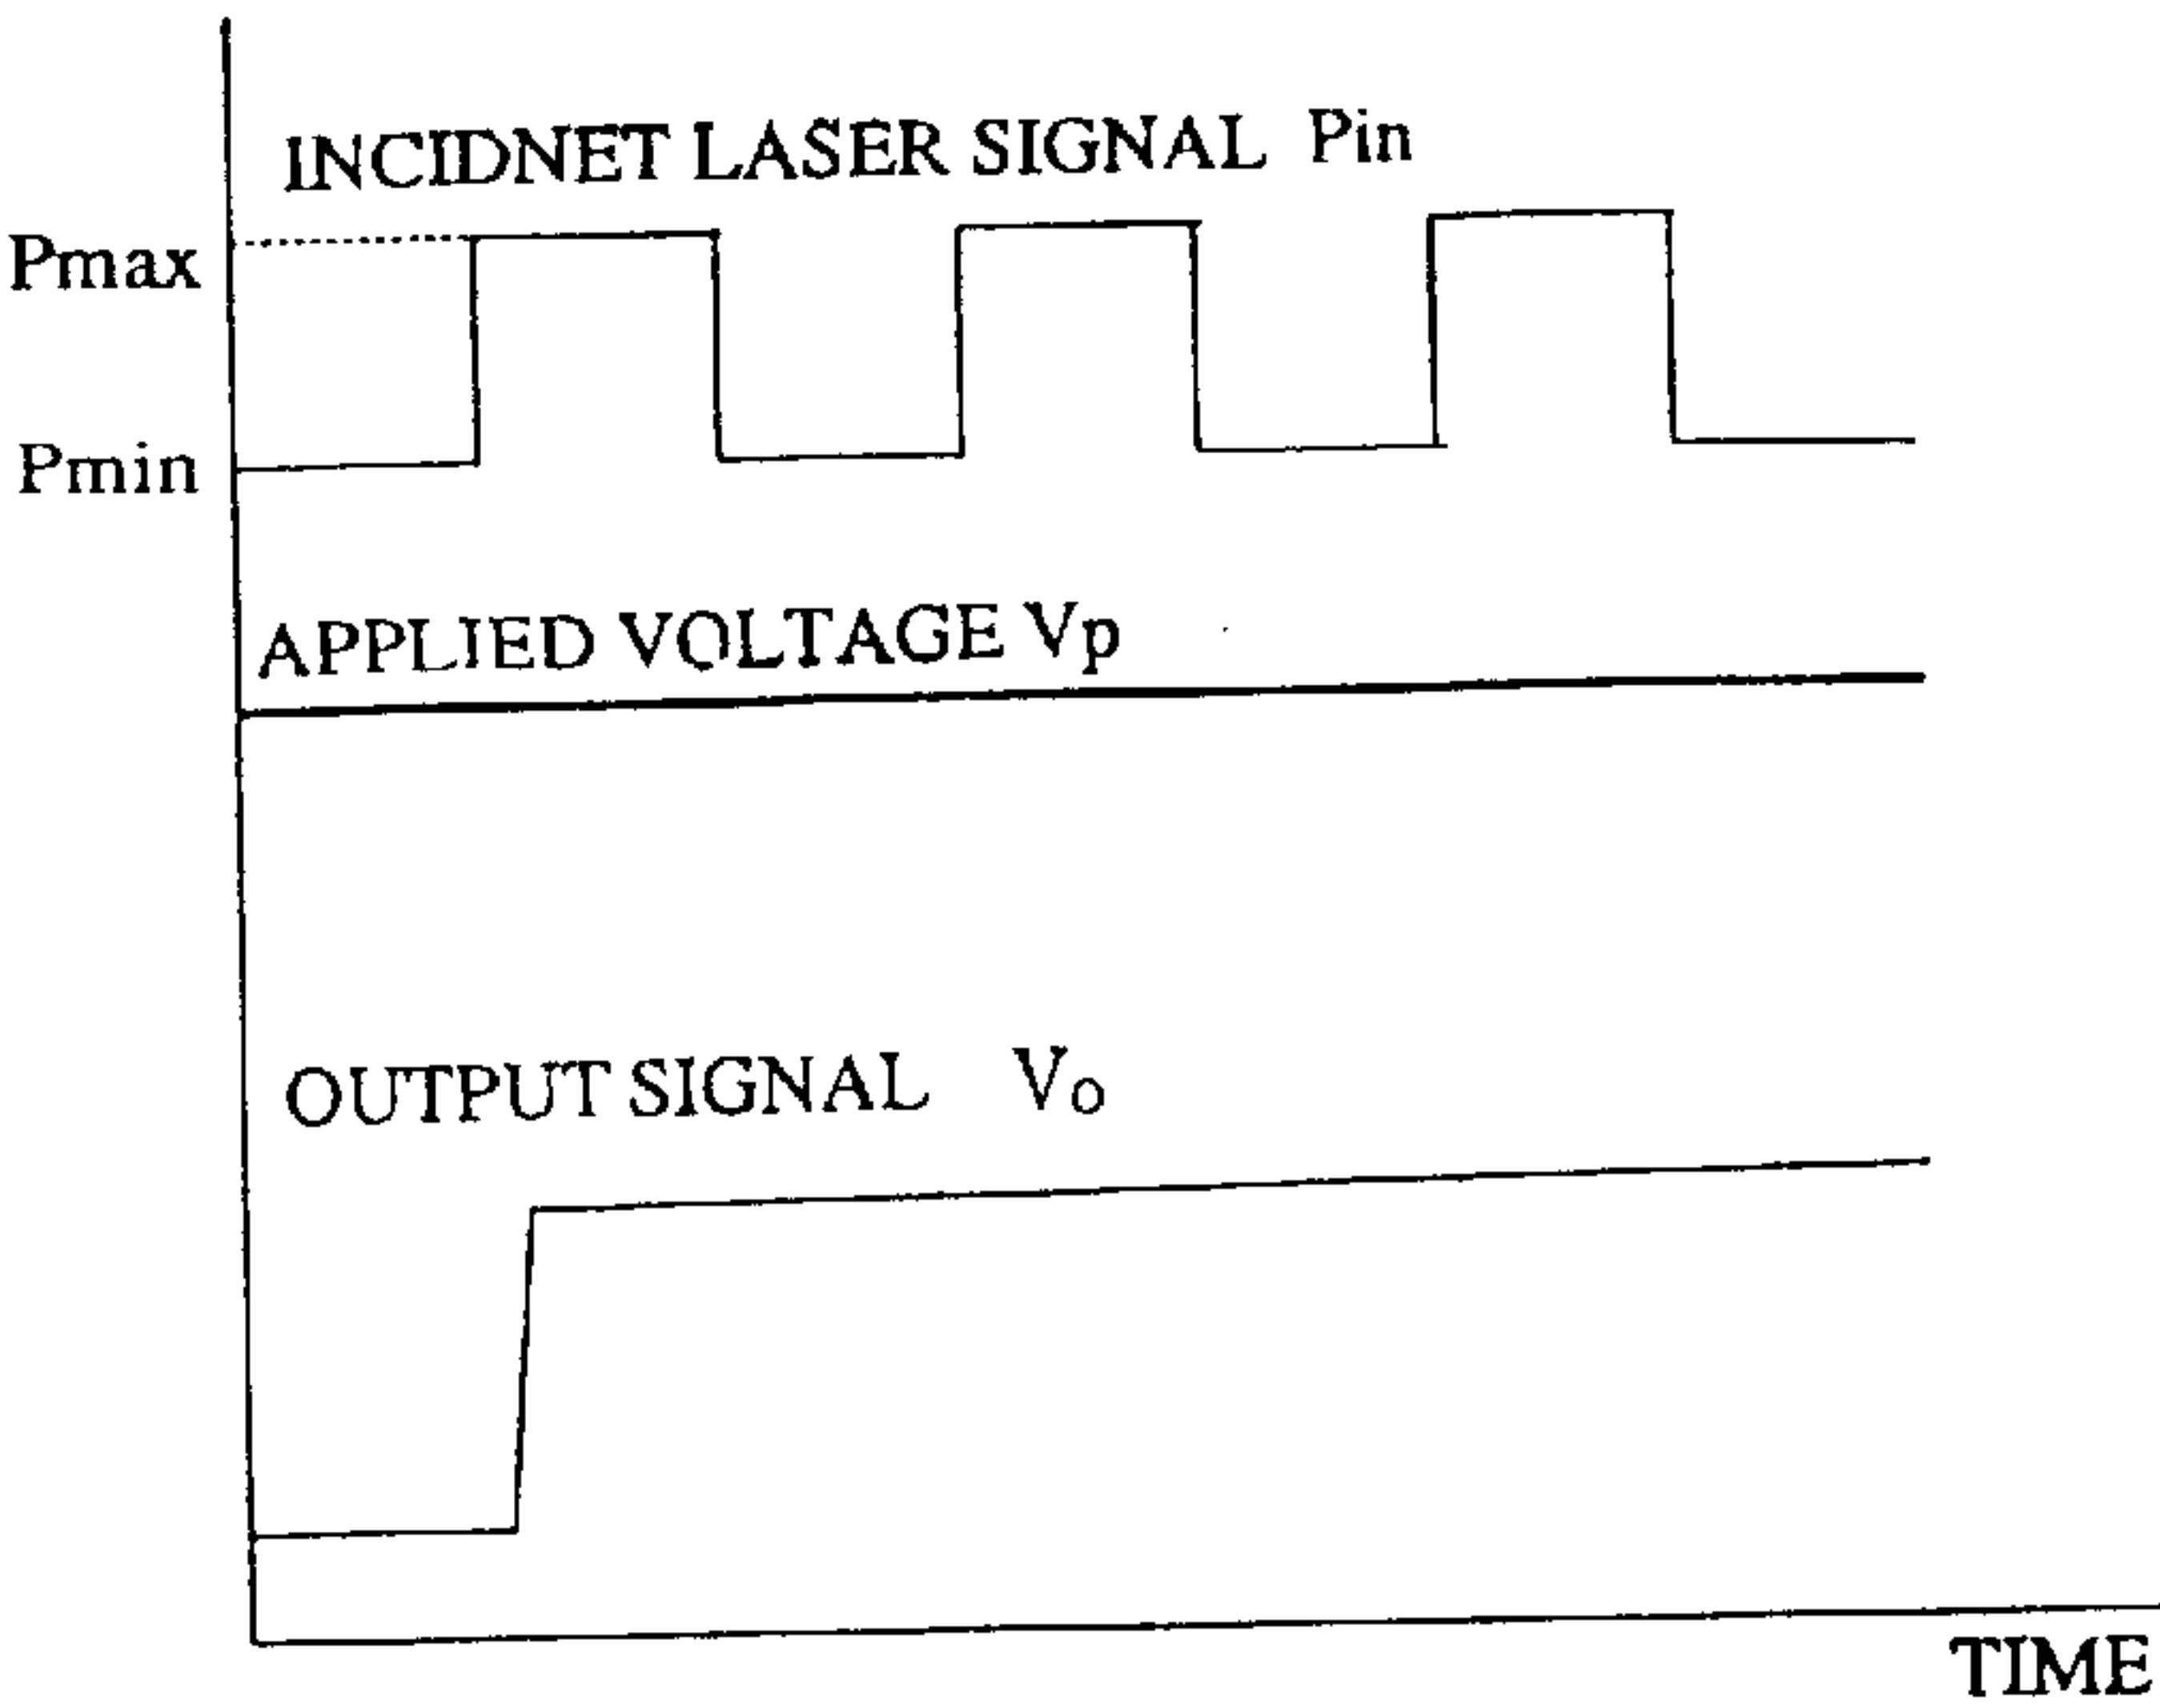 INCIDNET LASER SIGNAL Pin
Pmax
Pmin
APPLIED VOLTAGE Vp
OUTPUT SIGNAL Vo
TIME